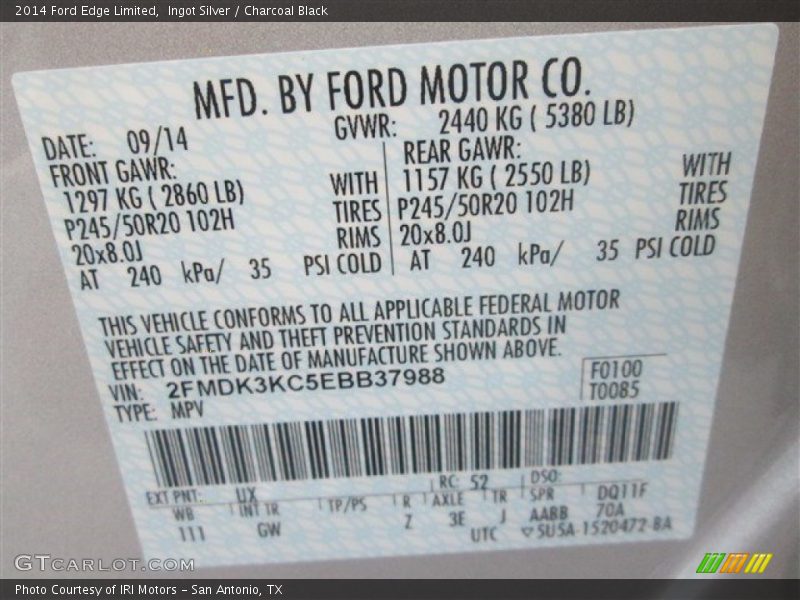 2014 Ford Edge Limited,  Ingot Silver / Charcoal Black
MFD. BY FORD MOTOR CO.
DATE: 09/14 GVWR: 2440 KG ( 5380 LB)
FRONT GAWR: REAR GAWR:
1297 KG ( 2860 LB) WITH 1157 KG ( 2550 LB) WITH
P245/50R20 102H TIRES P245/50R20 102H TIRES
20x8.0J RIMS 20x8.0J RIMS
AT 240 kPa/ 35 PSI COLD AT 240 kPa/ 35 PSI COLD
THIS VEHICLE CONFORMS TO ALL APPLICABLE FEDERAL MOTOR
VEHICLE SAFETY AND THEFT PREVENTION STANDARDS IN
EFFECT ON THE DATE OF MANUFACTURE SHOWN ABOVE.
VIN: 2FMDK3KC5EBB37988 F0100
TYPE: MPV T0085
EXT PNT: UX RC: 52 DSO:
WB INT TR TP/PS R AXLE TR SPR DQ11F
111 GW Z 3E J AABB 70A
UTC ▽5U5A-1520472-BA
GTCARFOT.COM
Photo Courtesy of IRI Motors – San Antonio, TX